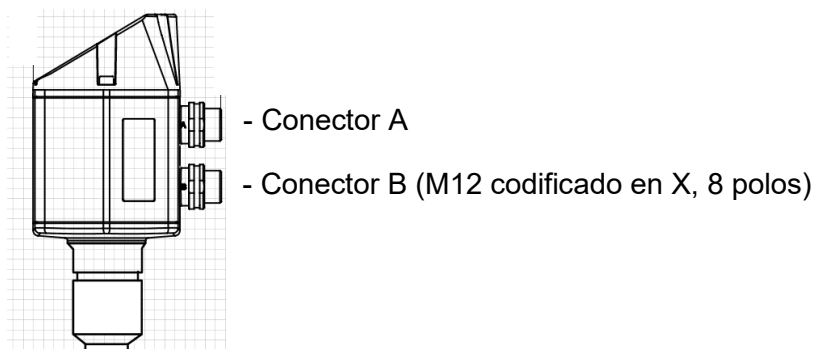 - Conector A
- Conector B (M12 codificado en X, 8 polos)